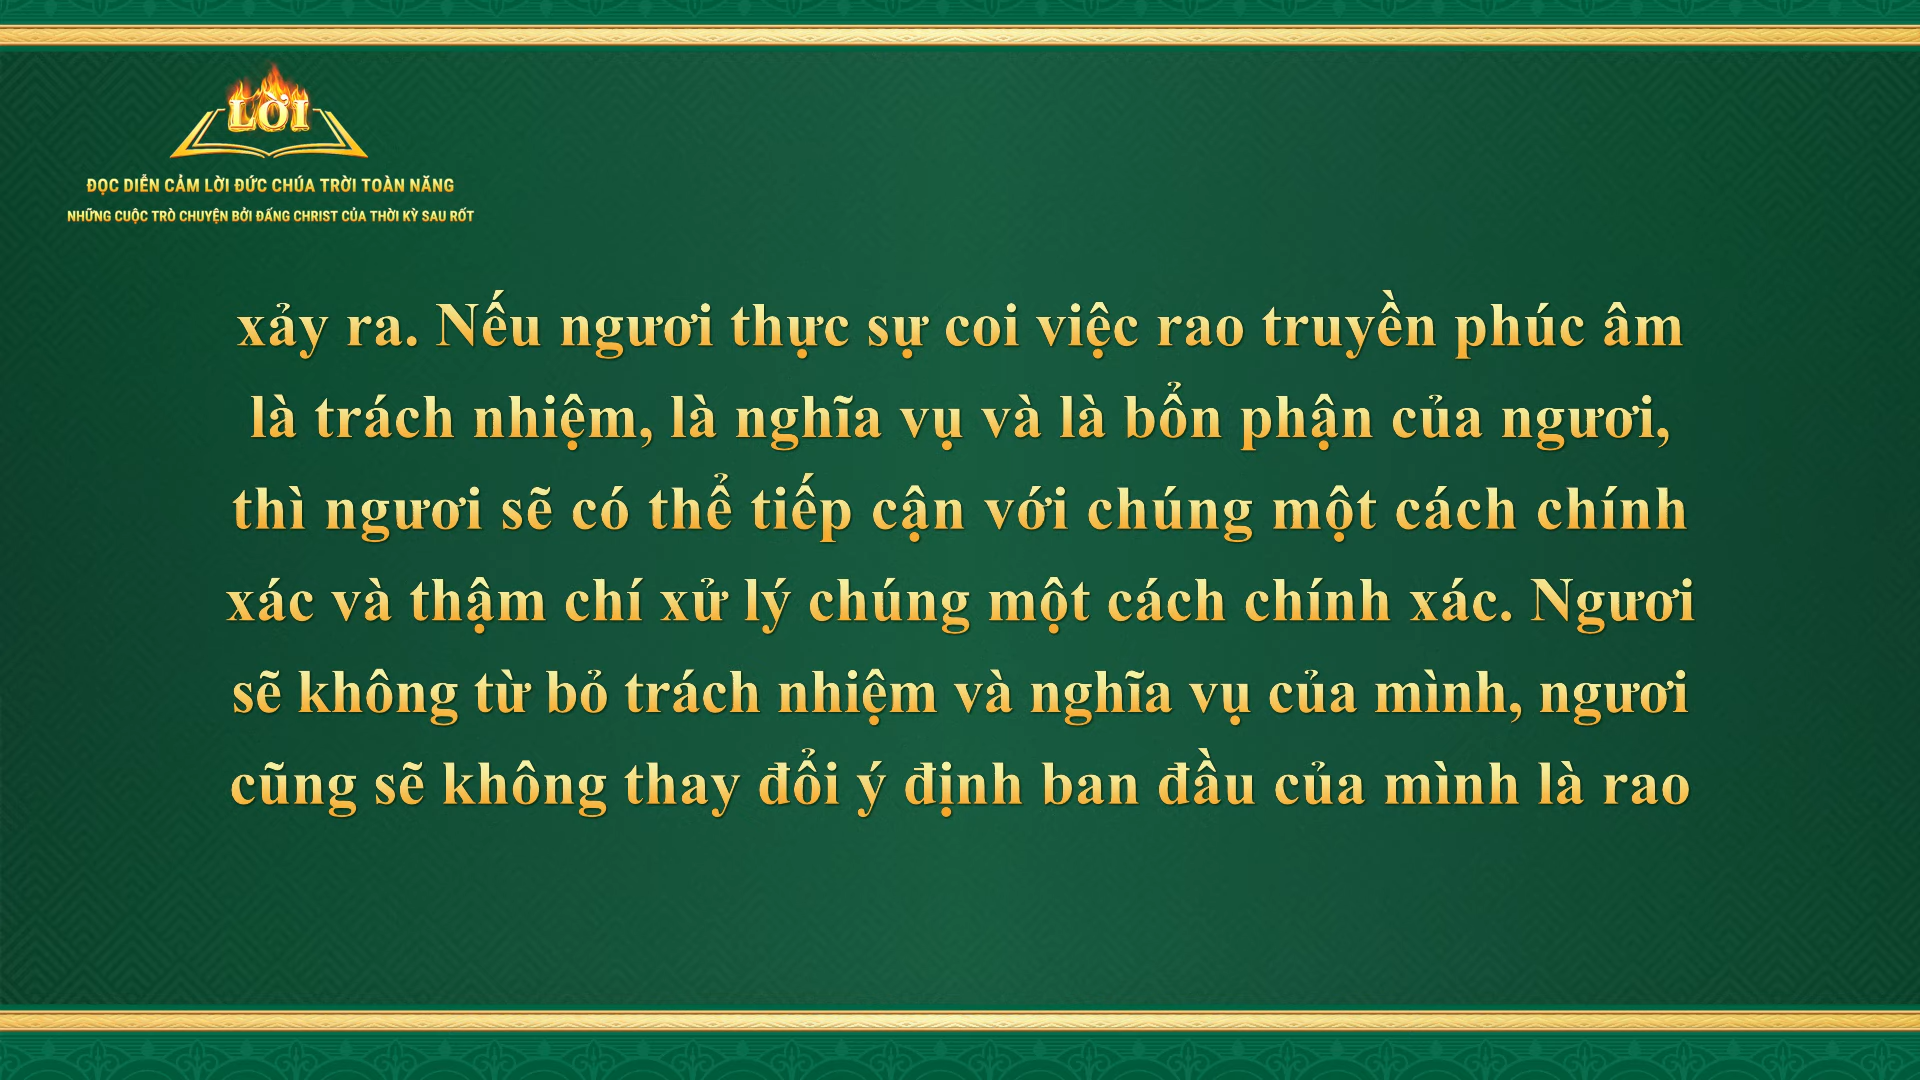 LỜI
ĐỌC DIỄN CẢM LỜI ĐỨC CHÚA TRỜI TOÀN NĂNG
NHỮNG CUỘC TRÒ CHUYỆN BỞI ĐẤNG CHRIST CỦA THỜI KỲ SAU RỐT
xảy ra. Nếu ngươi thực sự coi việc rao truyền phúc âm
là trách nhiệm, là nghĩa vụ và là bổn phận của ngươi,
thì ngươi sẽ có thể tiếp cận với chúng một cách chính
xác và thậm chí xử lý chúng một cách chính xác. Ngươi
sẽ không từ bỏ trách nhiệm và nghĩa vụ của mình, ngươi
cũng sẽ không thay đổi ý định ban đầu của mình là rao